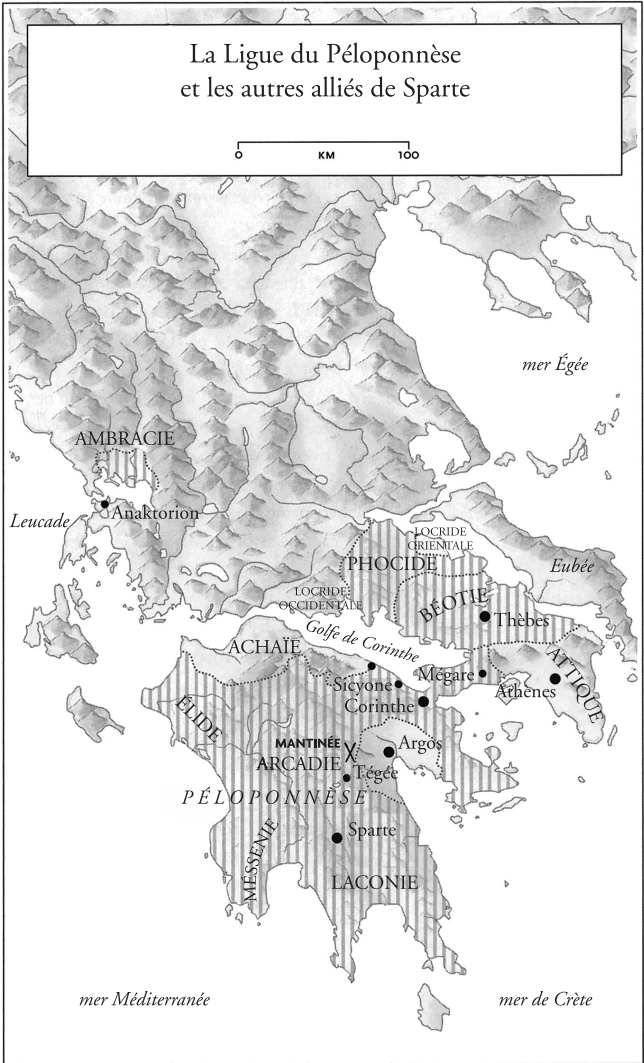 La Ligue du Péloponnèse
et les autres alliés de Sparte
0 KM 100
mer Égée
AMBRACIE
Leucade
Anaktorion
LOCRIDE
ORIENTALE
PHOCIDE
Eubée
LOCRIDE
OCCIDENTALE
BÉOTIE
Thèbes
Golfe de Corinthe
ACHAÏE
Mégare
ATTIQUE
Sicyone
Athènes
Corinthe
ÉLIDE
MANTINÉE
Argos
ARCADIE
Tégée
PÉLOPONNÈSE
Sparte
MESSÉNIE
LACONIE
mer Méditerranée
mer de Crète